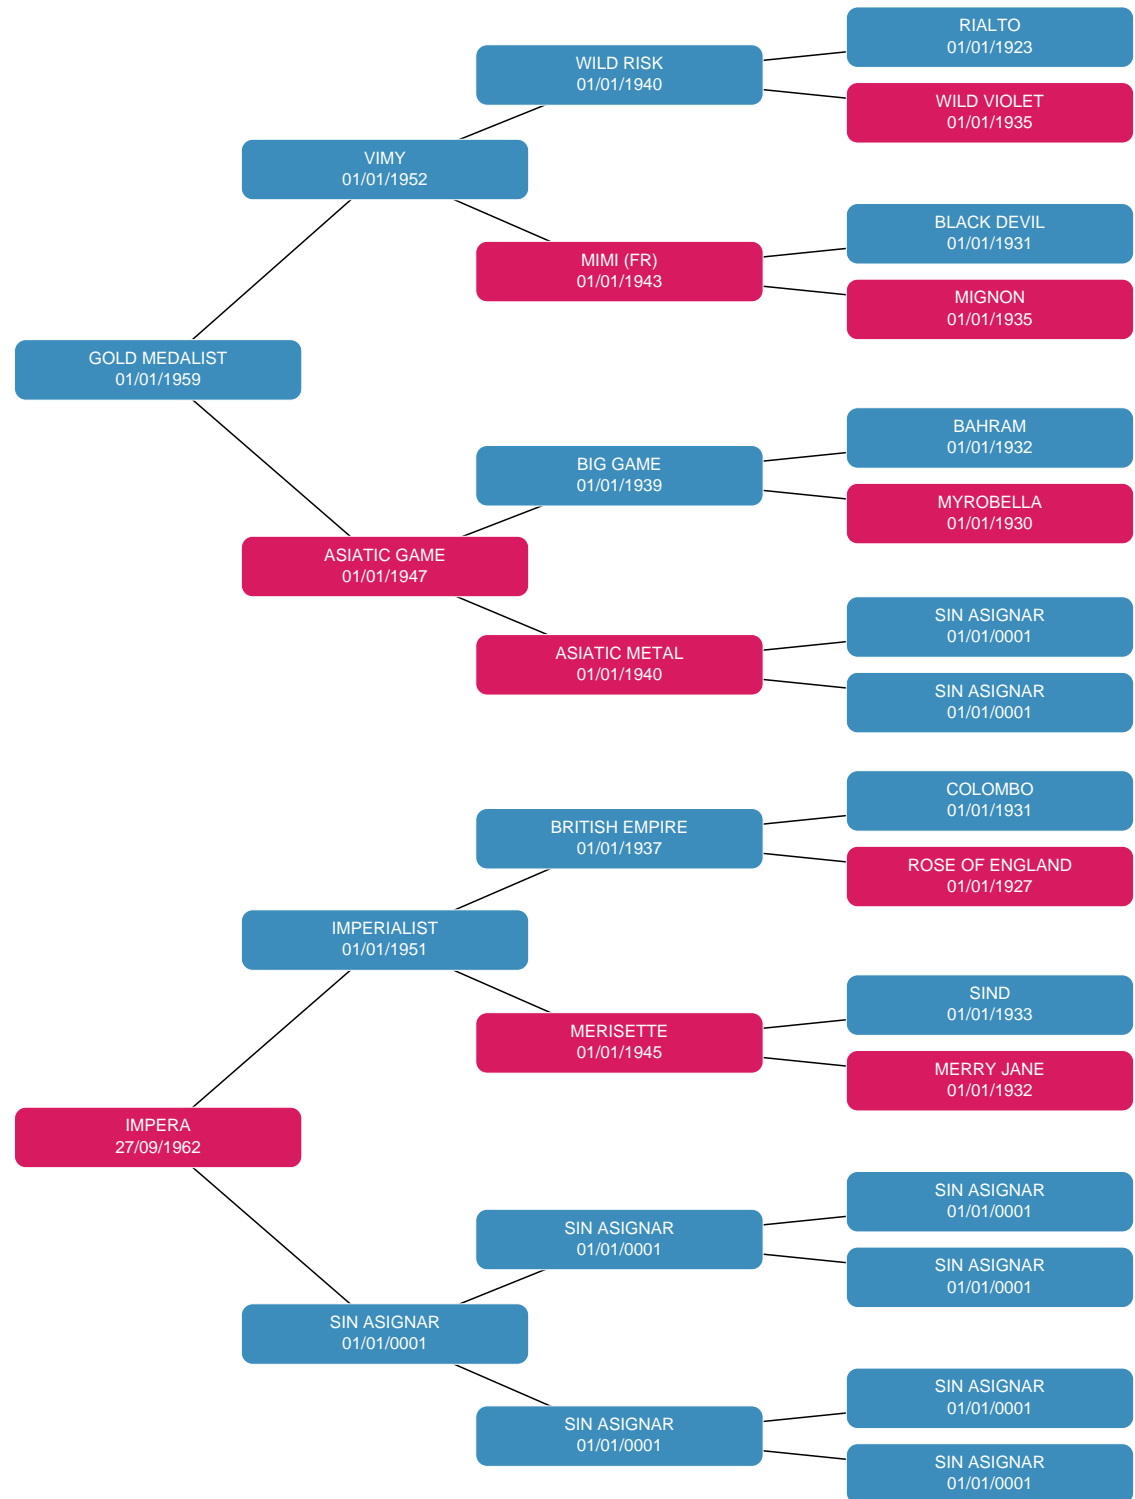 RIALTO
01/01/1923
WILD RISK
01/01/1940
WILD VIOLET
01/01/1935
VIMY
01/01/1952
BLACK DEVIL
01/01/1931
MIMI (FR)
01/01/1943
MIGNON
01/01/1935
GOLD MEDALIST
01/01/1959
BAHRAM
01/01/1932
BIG GAME
01/01/1939
MYROBELLA
01/01/1930
ASIATIC GAME
01/01/1947
SIN ASIGNAR
01/01/0001
ASIATIC METAL
01/01/1940
SIN ASIGNAR
01/01/0001
COLOMBO
01/01/1931
BRITISH EMPIRE
01/01/1937
ROSE OF ENGLAND
01/01/1927
IMPERIALIST
01/01/1951
SIND
01/01/1933
MERISETTE
01/01/1945
MERRY JANE
01/01/1932
IMPERA
27/09/1962
SIN ASIGNAR
01/01/0001
SIN ASIGNAR
01/01/0001
SIN ASIGNAR
01/01/0001
SIN ASIGNAR
01/01/0001
SIN ASIGNAR
01/01/0001
SIN ASIGNAR
01/01/0001
SIN ASIGNAR
01/01/0001